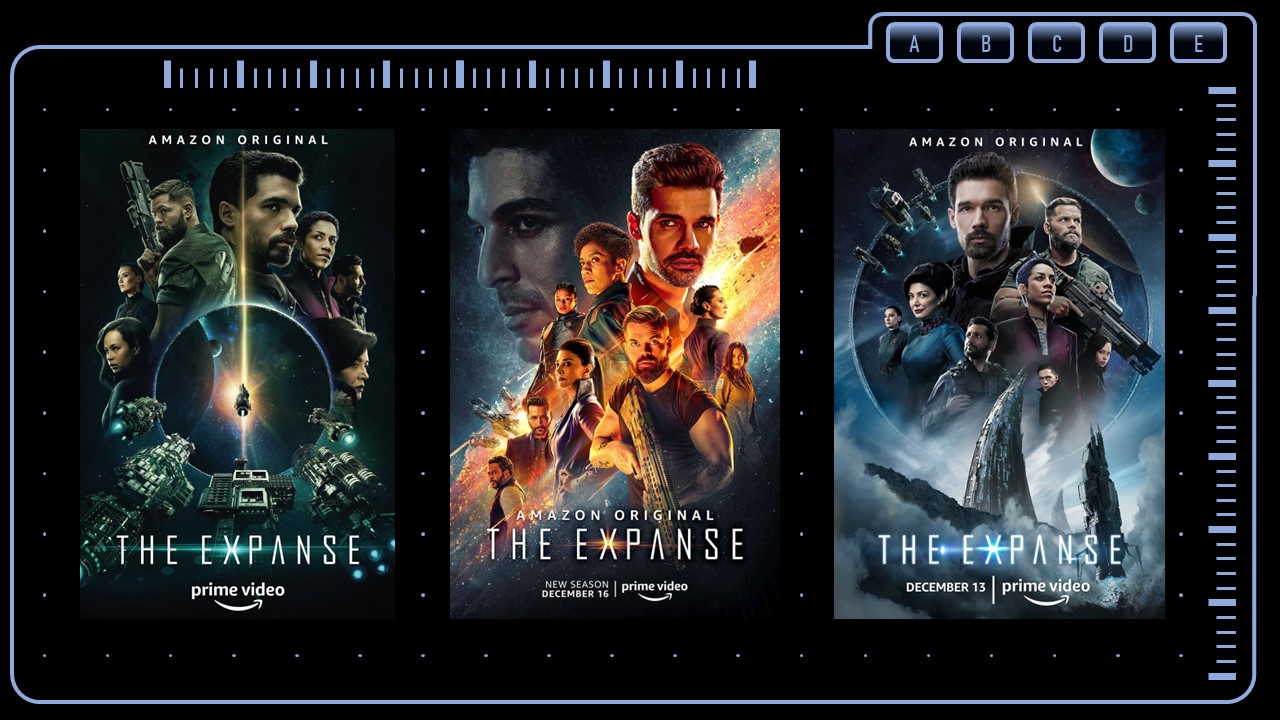 A B C D E
AMAZON ORIGINAL
THE EXPANSE
prime video
AMAZON ORIGINAL
THE EXPANSE
NEW SEASON
DECEMBER 16
prime video
AMAZON ORIGINAL
THE EXPANSE
DECEMBER 13
prime video